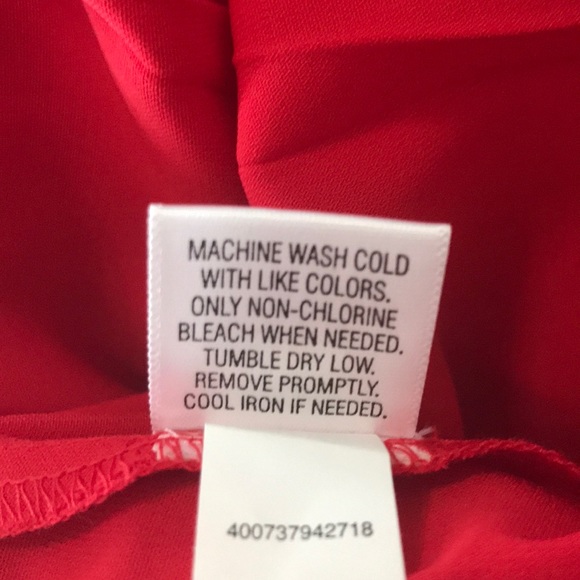 MACHINE WASH COLD
WITH LIKE COLORS.
ONLY NON-CHLORINE
BLEACH WHEN NEEDED.
TUMBLE DRY LOW.
REMOVE PROMPTLY.
COOL IRON IF NEEDED.
400737942718